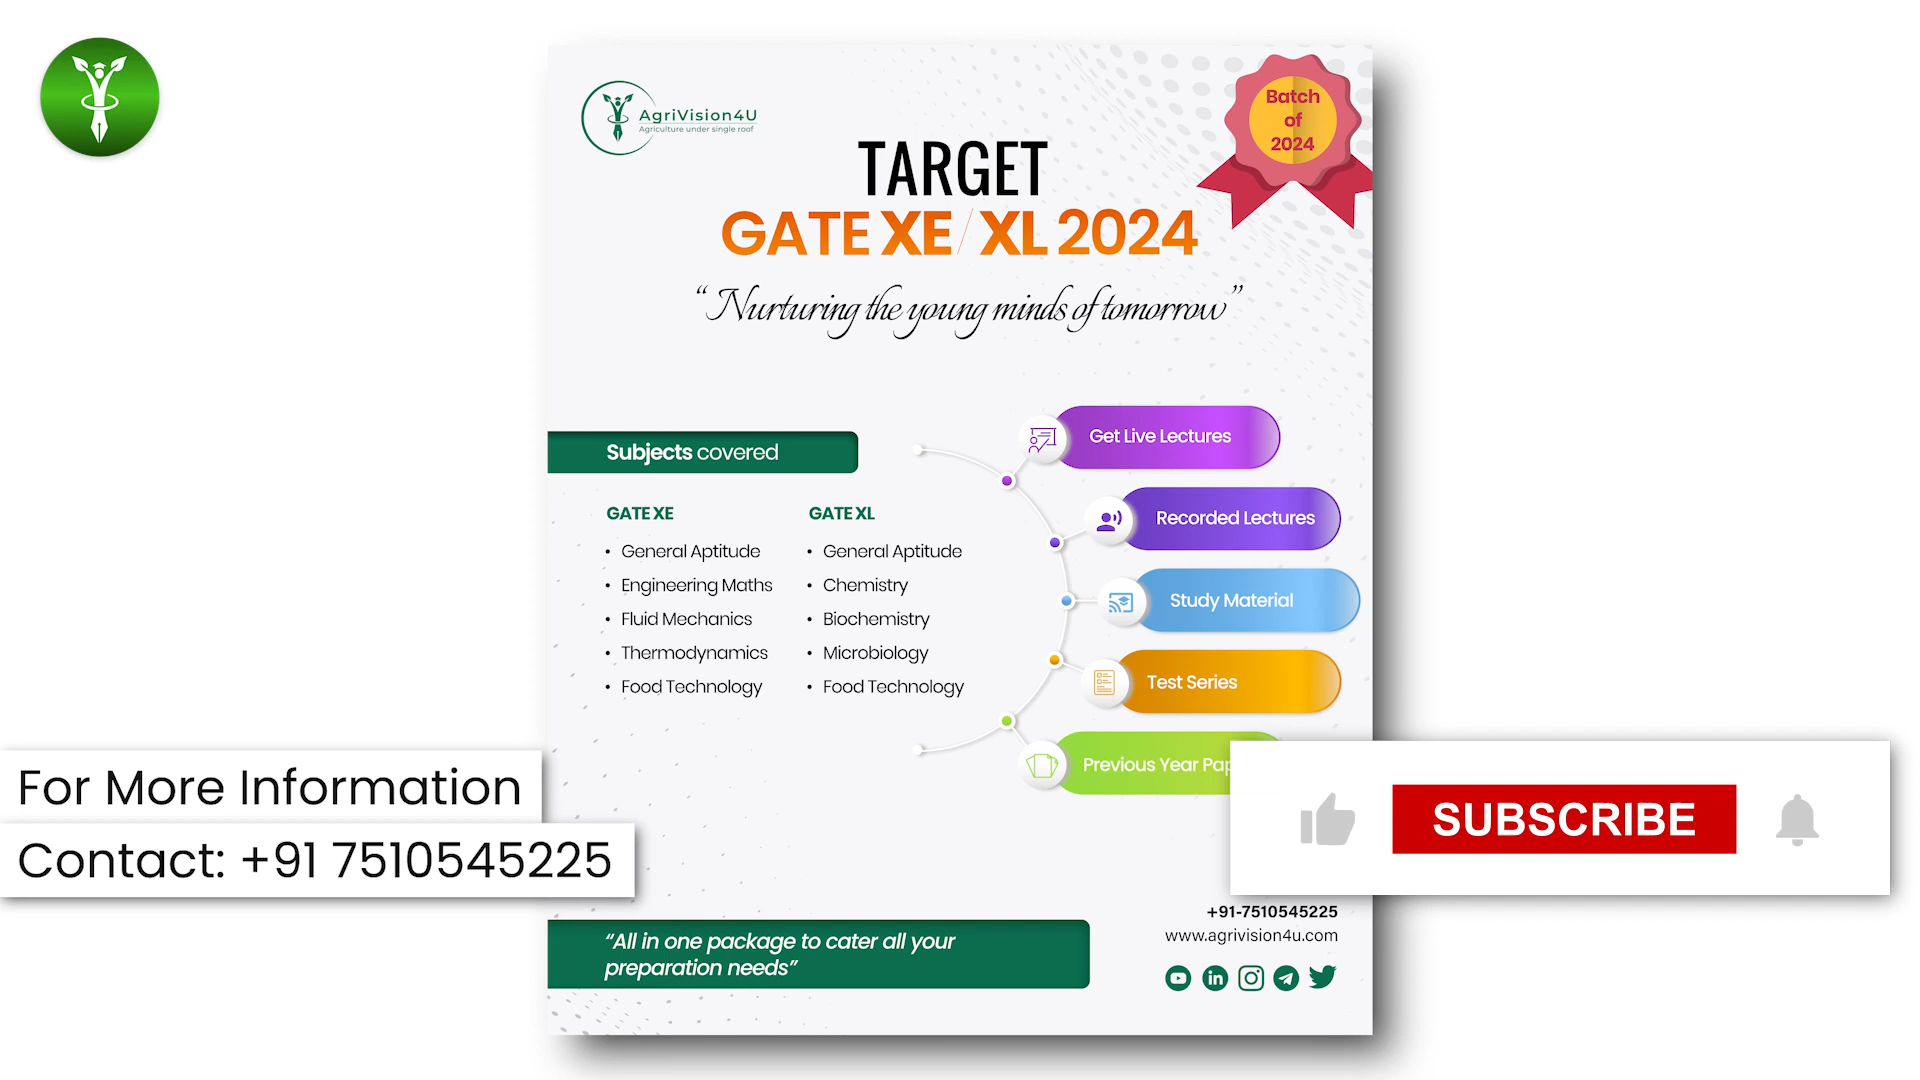 AgriVision4U
Agriculture under single roof
Batch
of
2024
TARGET
GATE XE/XL 2024
“Nurturing the young minds of tomorrow”
Subjects covered
GATE XE
• General Aptitude
• Engineering Maths
• Fluid Mechanics
• Thermodynamics
• Food Technology
GATE XL
• General Aptitude
• Chemistry
• Biochemistry
• Microbiology
• Food Technology
Get Live Lectures
Recorded Lectures
Study Material
Test Series
Previous Year
For More Information
Contact: +91 7510545225
SUBSCRIBE
“All in one package to cater all your
preparation needs”
+91-7510545225
www.agrivision4u.com